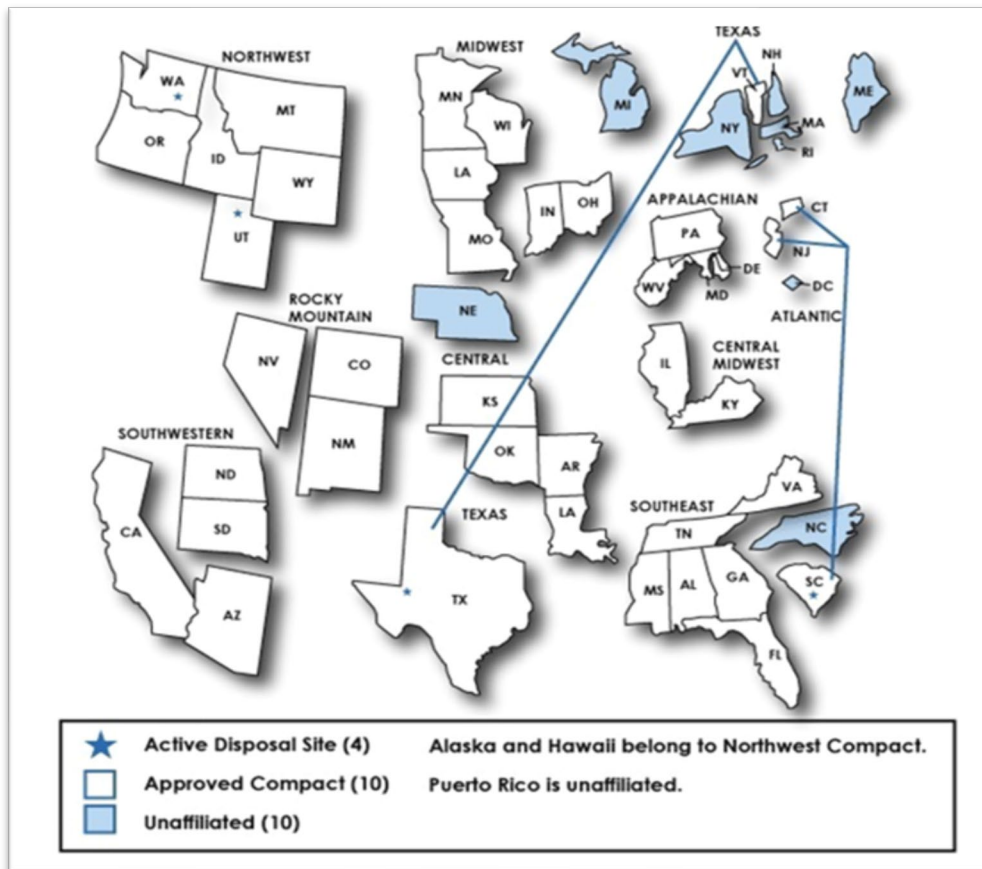 NORTHWEST
WA
MT
OR
ID
WY
UT
MIDWEST
MN
WI
LA
MO
IN
OH
MI
TEXAS
NH
VT
NY
MA
RI
ME
APPALACHIAN
PA
WV
MD
DE
CT
NJ
DC
ATLANTIC
ROCKY
MOUNTAIN
NV
CO
NM
NE
CENTRAL
KS
OK
AR
LA
CENTRAL
MIDWEST
IL
KY
SOUTHWESTERN
CA
ND
SD
AZ
TEXAS
TX
SOUTHEAST
VA
TN
NC
SC
MS
AL
GA
FL
Active Disposal Site (4)
Alaska and Hawaii belong to Northwest Compact.
Approved Compact (10)
Puerto Rico is unaffiliated.
Unaffiliated (10)